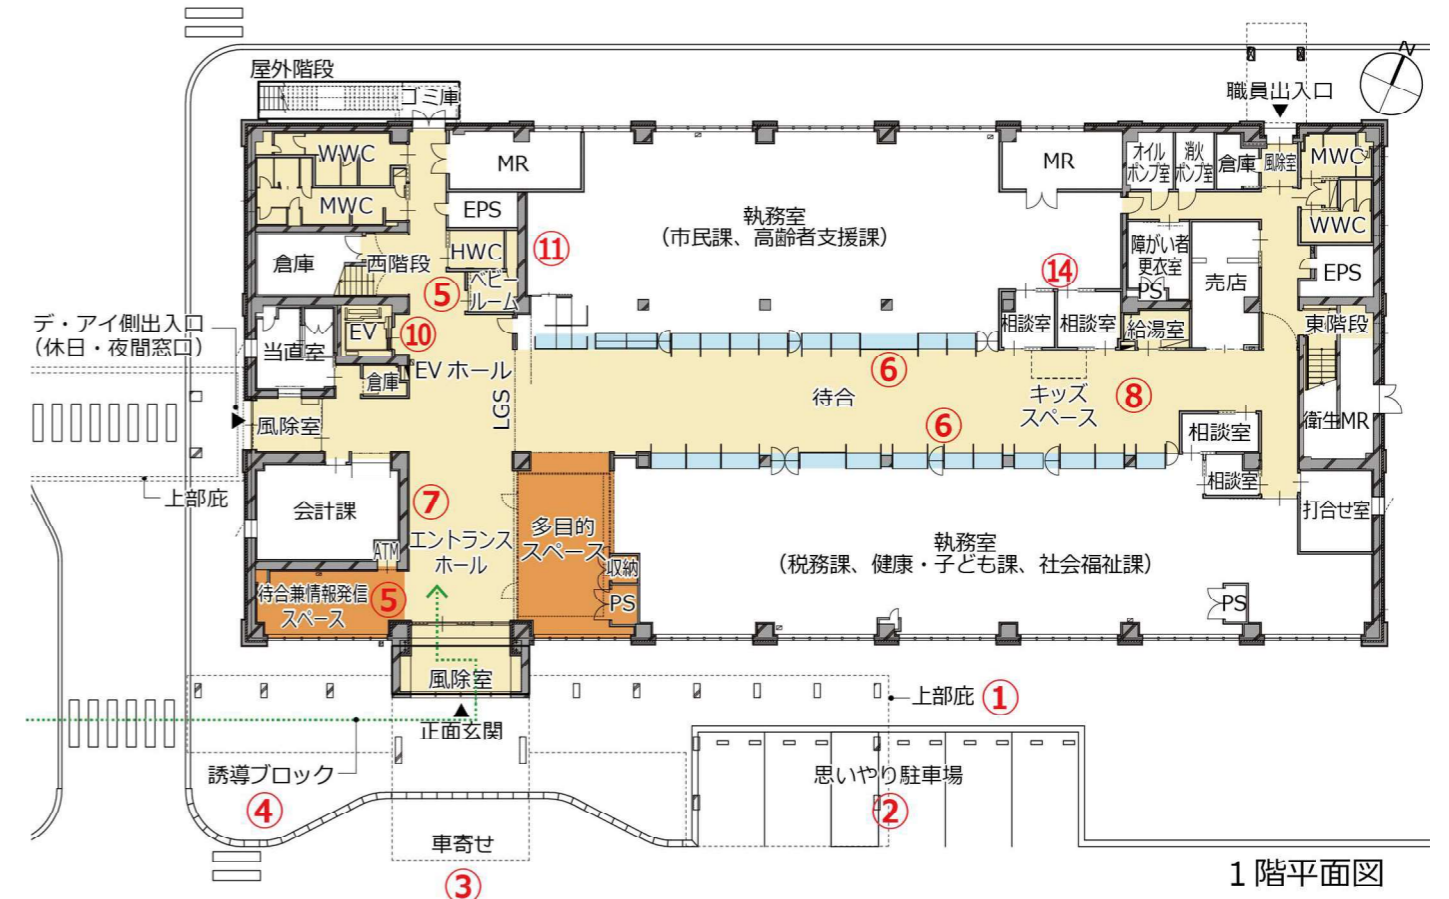 屋外階段
ゴミ庫
N
職員出入口
WWC
MWC
MR
EPS
倉庫
西階段
HWC
⑪
ベビー
ルーム
⑤
執務室
(市民課、高齢者支援課)
MR
オイル
ポンプ室
消火
ポンプ室
倉庫
風除室
MWC
WWC
障がい者
更衣室
PS
売店
EPS
⑭
相談室
相談室
給湯室
東階段
デ・アイ側出入口
(休日・夜間窓口)
当直室
EV
⑩
EVホール
倉庫
LGS
風除室
⑥
待合
⑥
キッズ
スペース
⑧
相談室
相談室
衛生MR
打合せ室
上部庇
会計課
ATM
⑦
エントランス
ホール
多目的
スペース
収納
PS
執務室
(税務課、健康・子ども課、社会福祉課)
PS
待合兼情報発信
スペース
⑤
風除室
正面玄関
上部庇
①
誘導ブロック
④
車寄せ
③
思いやり駐車場
②
1階平面図